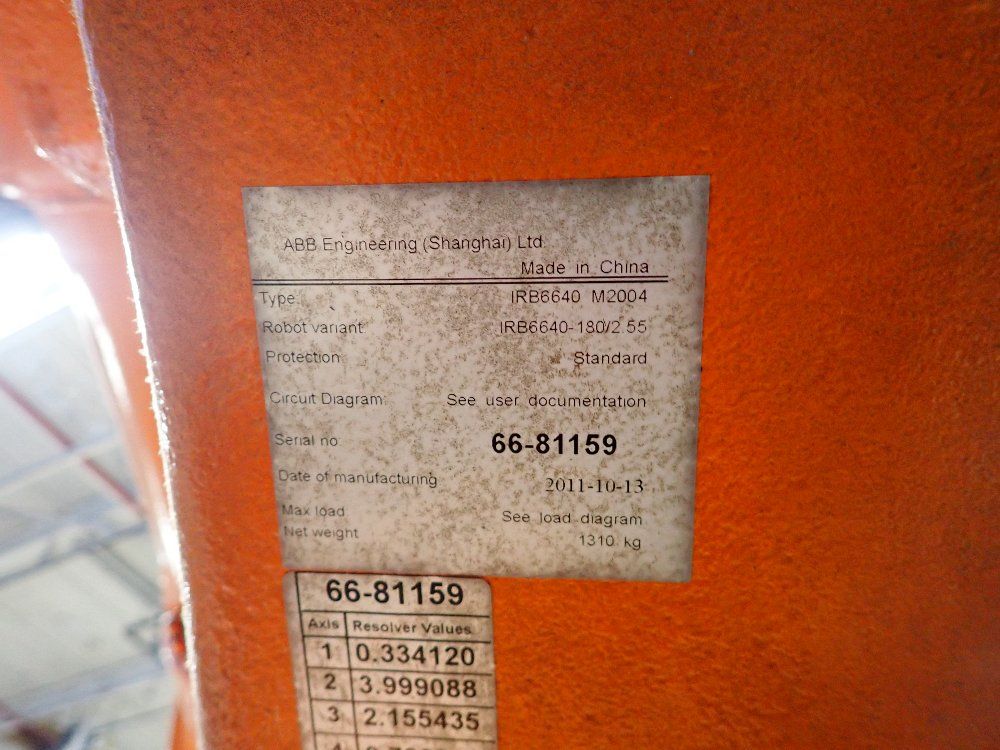 ABB Engineering (Shanghai) Ltd.
Made in China
Type: IRB6640 M2004
Robot variant: IRB6640-180/2.55
Protection: Standard
Circuit Diagram: See user documentation
Serial no 66-81159
Date of manufacturing 2011-10-13
Max load See load diagram
Net weight 1310 kg
66-81159
Axis Resolver Values
1 0.334120
2 3.999088
3 2.155435
4